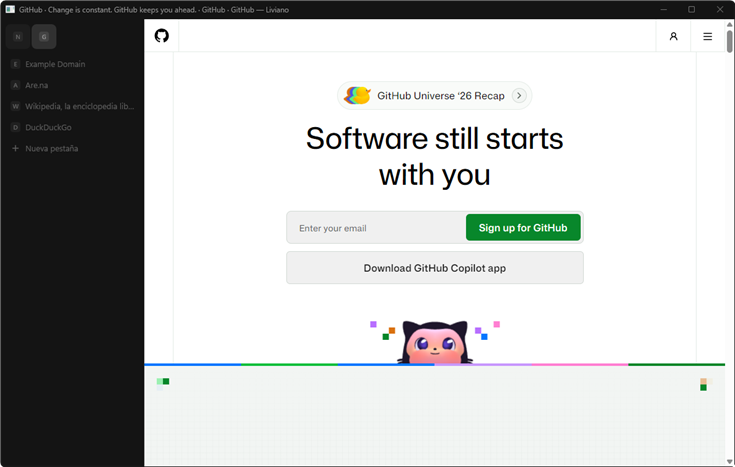 GitHub · Change is constant. GitHub keeps you ahead. · GitHub · GitHub — Liviano
N
G
E Example Domain
A Are.na
W Wikipedia, la enciclopedia lib...
D DuckDuckGo
+ Nueva pestaña
GitHub Universe ‘26 Recap
Software still starts
with you
Enter your email
Sign up for GitHub
Download GitHub Copilot app